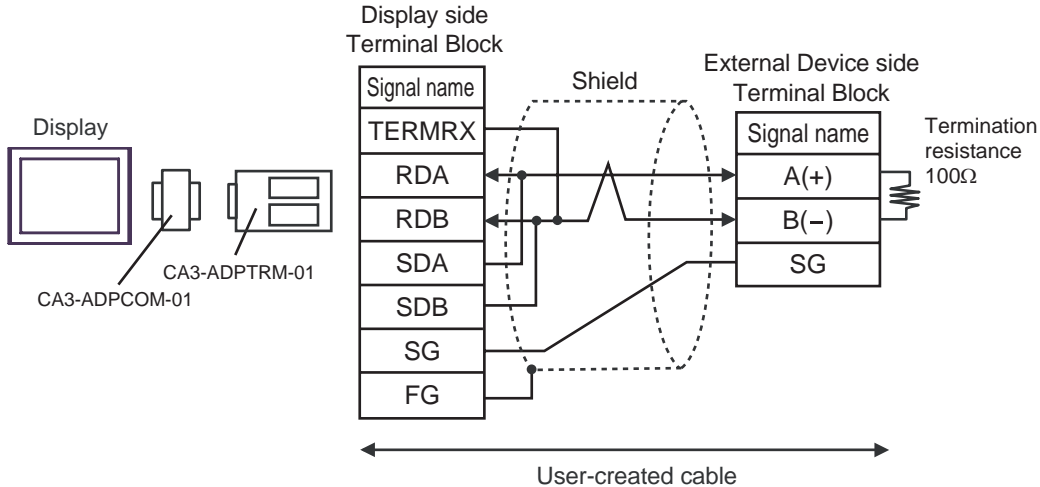 Display
CA3-ADPCOM-01
CA3-ADPTRM-01
Display side
Terminal Block
Signal name
TERMRX
RDA
RDB
SDA
SDB
SG
FG
Shield
External Device side
Terminal Block
Signal name
A(+)
B(−)
SG
Termination
resistance
100Ω
User-created cable